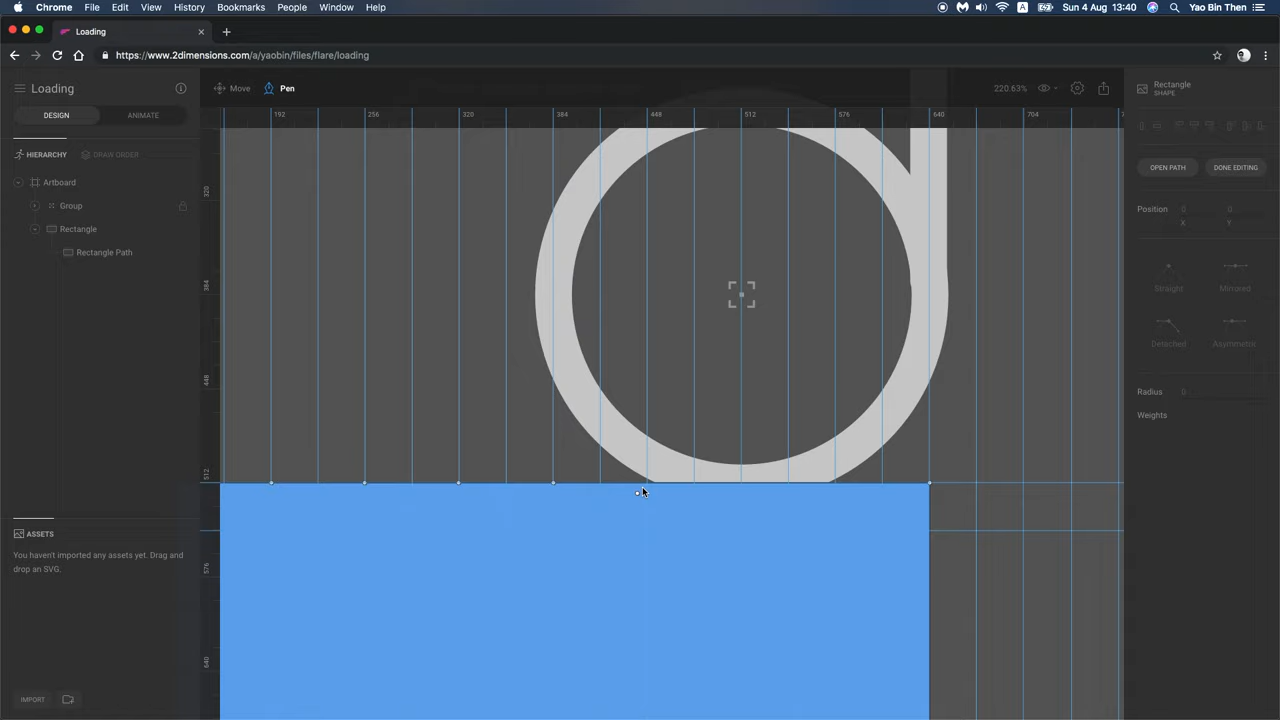 Chrome File Edit View History Bookmarks People Window Help A Sun 4 Aug 13:40 Yao Bin Then
Loading
https://www.2dimensions.com/a/yaobin/files/flare/loading
Loading Move Pen 220.63% Rectangle
SHAPE
DESIGN ANIMATE
192 256 320 384 448 512 576 640 704
HIERARCHY DRAW ORDER
OPEN PATH DONE EDITING
Artboard
320
Group
Position 0 0
X Y
Rectangle
Rectangle Path
384
Straight Mirrored
Detached Asymmetric
448
Radius 0
Weights
512
ASSETS
You haven't imported any assets yet. Drag and
drop an SVG.
576
640
IMPORT